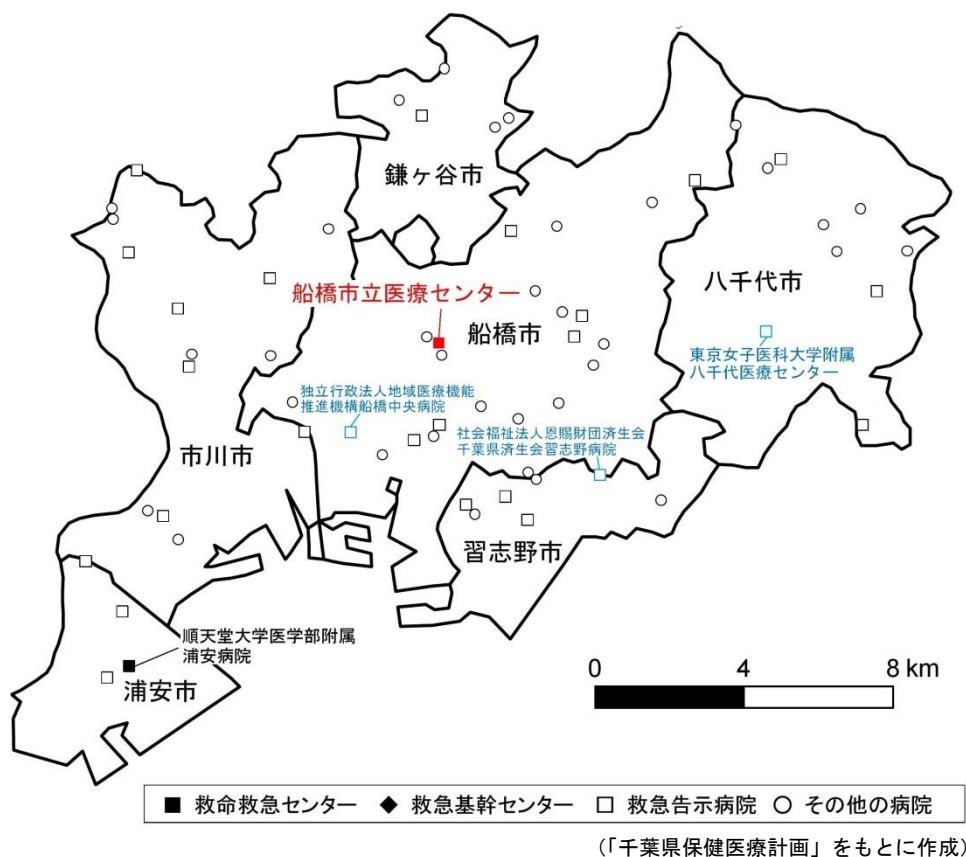 鎌ヶ谷市
船橋市立医療センター
船橋市
八千代市
東京女子医科大学附属
八千代医療センター
独立行政法人地域医療機能
推進機構船橋中央病院
社会福祉法人恩賜財団済生会
千葉県済生会習志野病院
市川市
習志野市
順天堂大学医学部附属
浦安病院
浦安市
0 4 8 km
■ 救命救急センター ◆ 救急基幹センター □ 救急告示病院 ○ その他の病院
(「千葉県保健医療計画」をもとに作成)